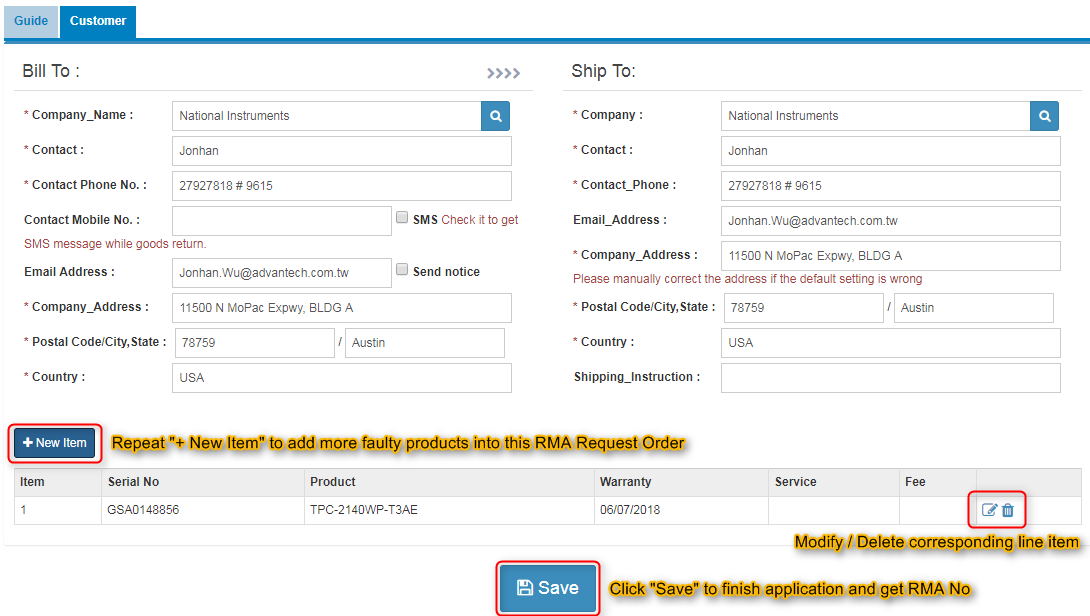 Guide Customer
Bill To : >>>> Ship To:
* Company_Name : National Instruments * Company : National Instruments
* Contact : Jonhan * Contact : Jonhan
* Contact Phone No. : 27927818 # 9615 * Contact_Phone : 27927818 # 9615
Contact Mobile No. : SMS Check it to get Email_Address : Jonhan.Wu@advantech.com.tw
SMS message while goods return. * Company_Address : 11500 N MoPac Expwy, BLDG A
Email Address : Jonhan.Wu@advantech.com.tw Send notice Please manually correct the address if the default setting is wrong
* Company_Address : 11500 N MoPac Expwy, BLDG A * Postal Code/City,State : 78759 / Austin
* Postal Code/City,State : 78759 / Austin * Country : USA
* Country : USA Shipping_Instruction :
+ New Item Repeat "+ New Item" to add more faulty products into this RMA Request Order
Item Serial No Product Warranty Service Fee
1 GSA0148856 TPC-2140WP-T3AE 06/07/2018
Modify / Delete corresponding line item
Save Click "Save" to finish application and get RMA No